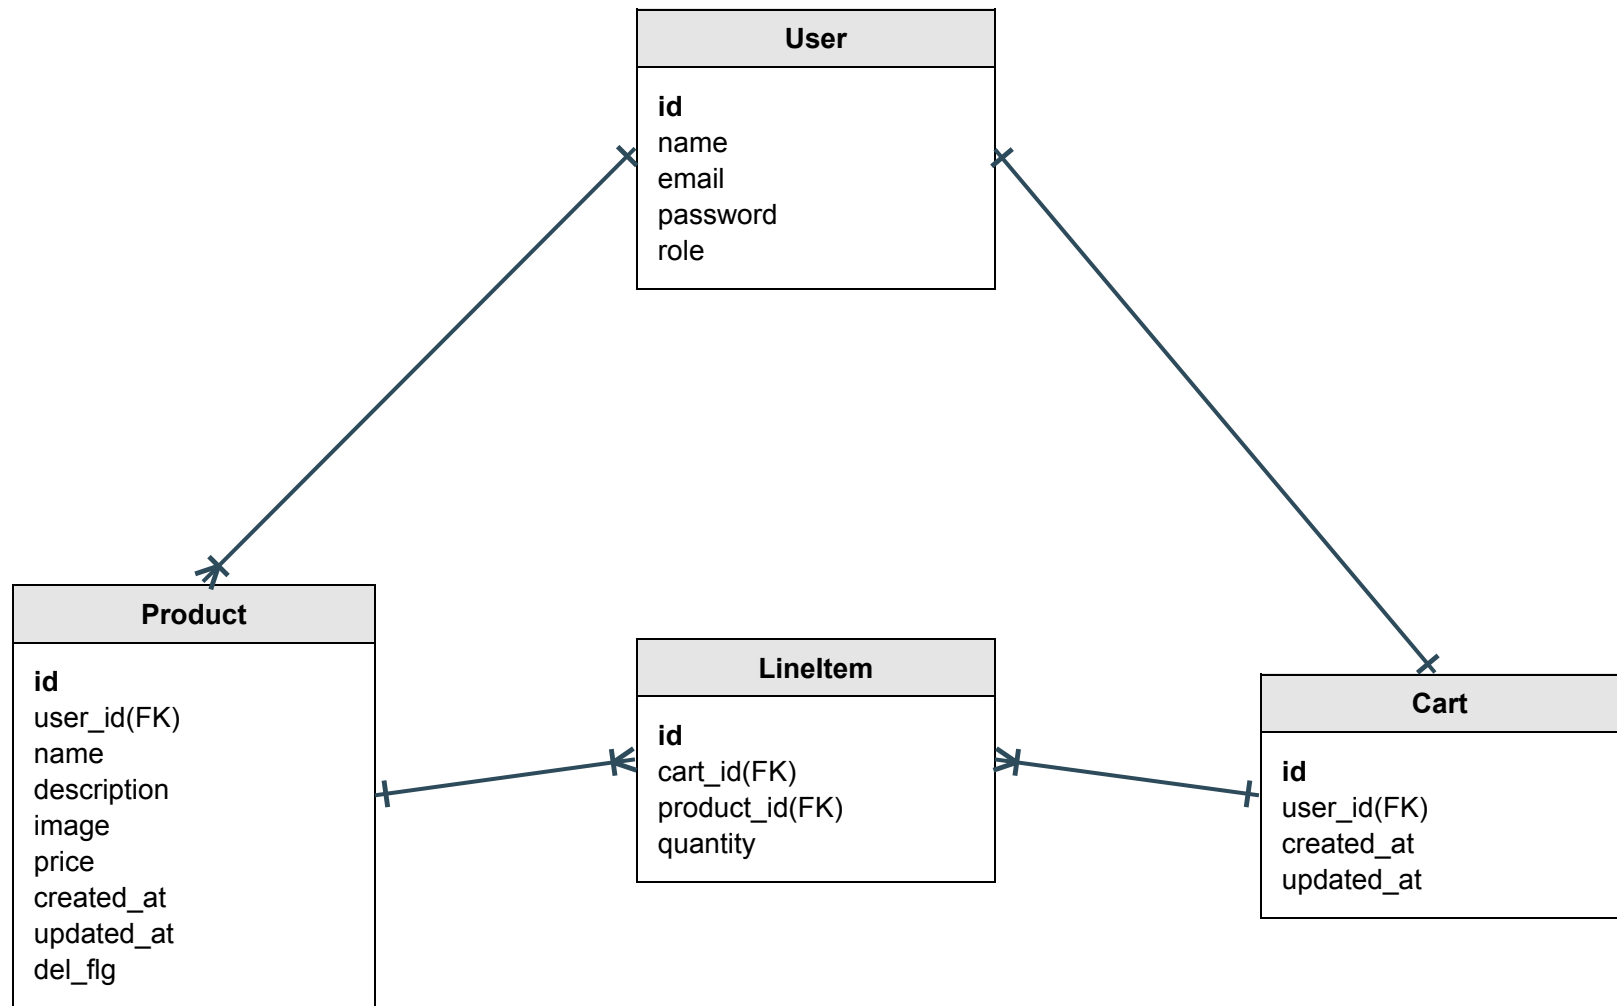 User
id
name
email
password
role
Product
id
user_id(FK)
name
description
image
price
created_at
updated_at
del_flg
LineItem
id
cart_id(FK)
product_id(FK)
quantity
Cart
id
user_id(FK)
created_at
updated_at